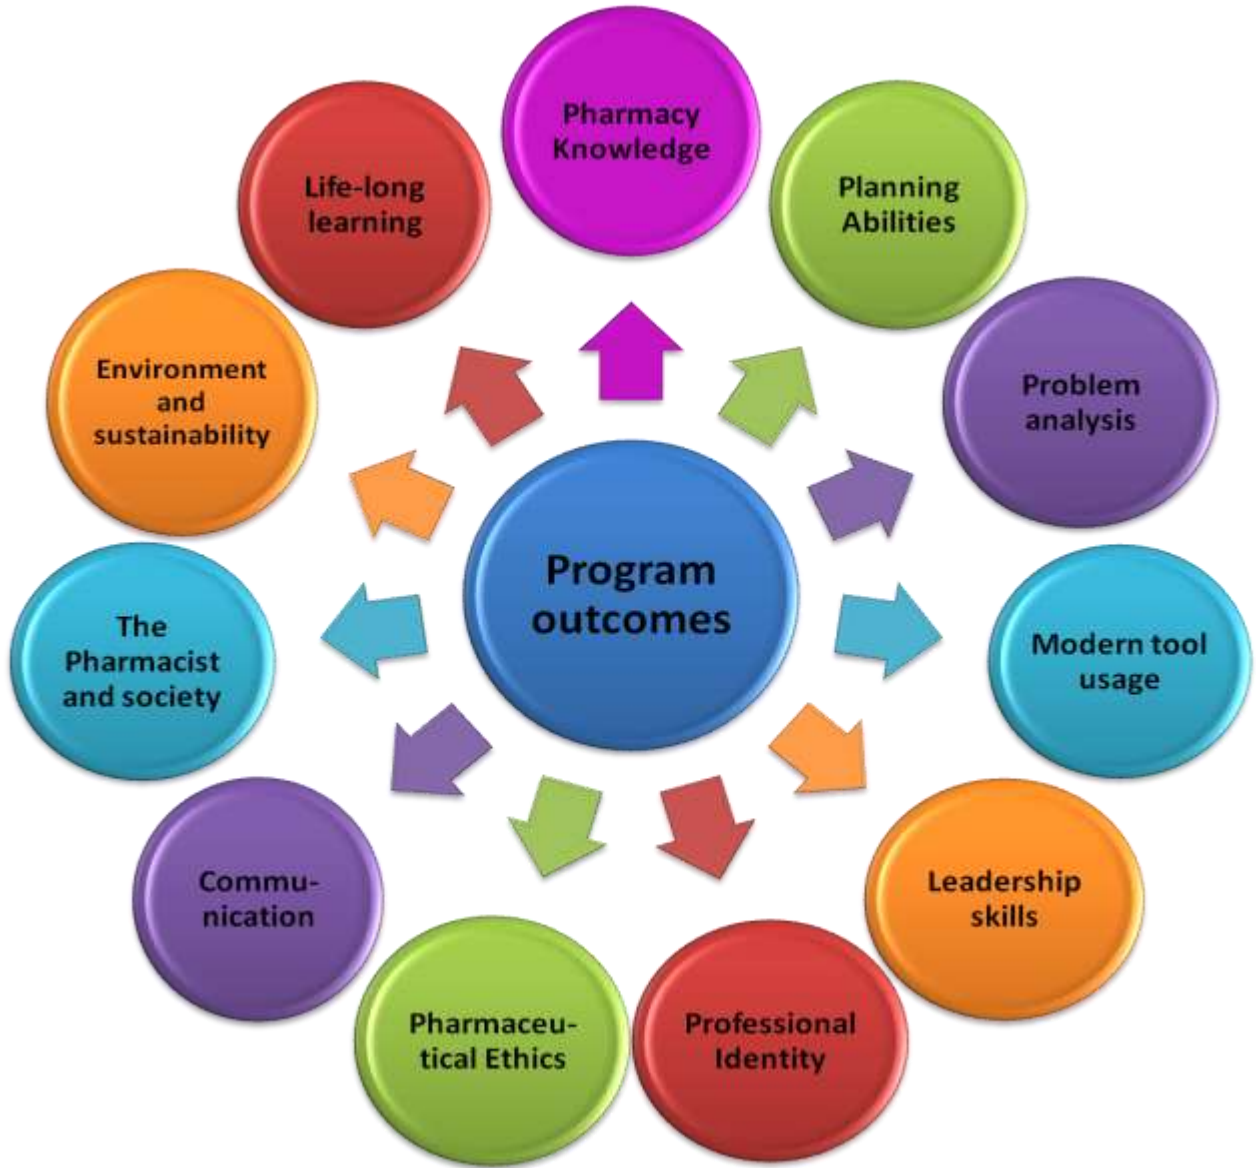 Program
outcomes
Pharmacy
Knowledge
Planning
Abilities
Problem
analysis
Modern tool
usage
Leadership
skills
Professional
Identity
Pharmaceu-
tical Ethics
Commu-
nication
The
Pharmacist
and society
Environment
and
sustainability
Life-long
learning